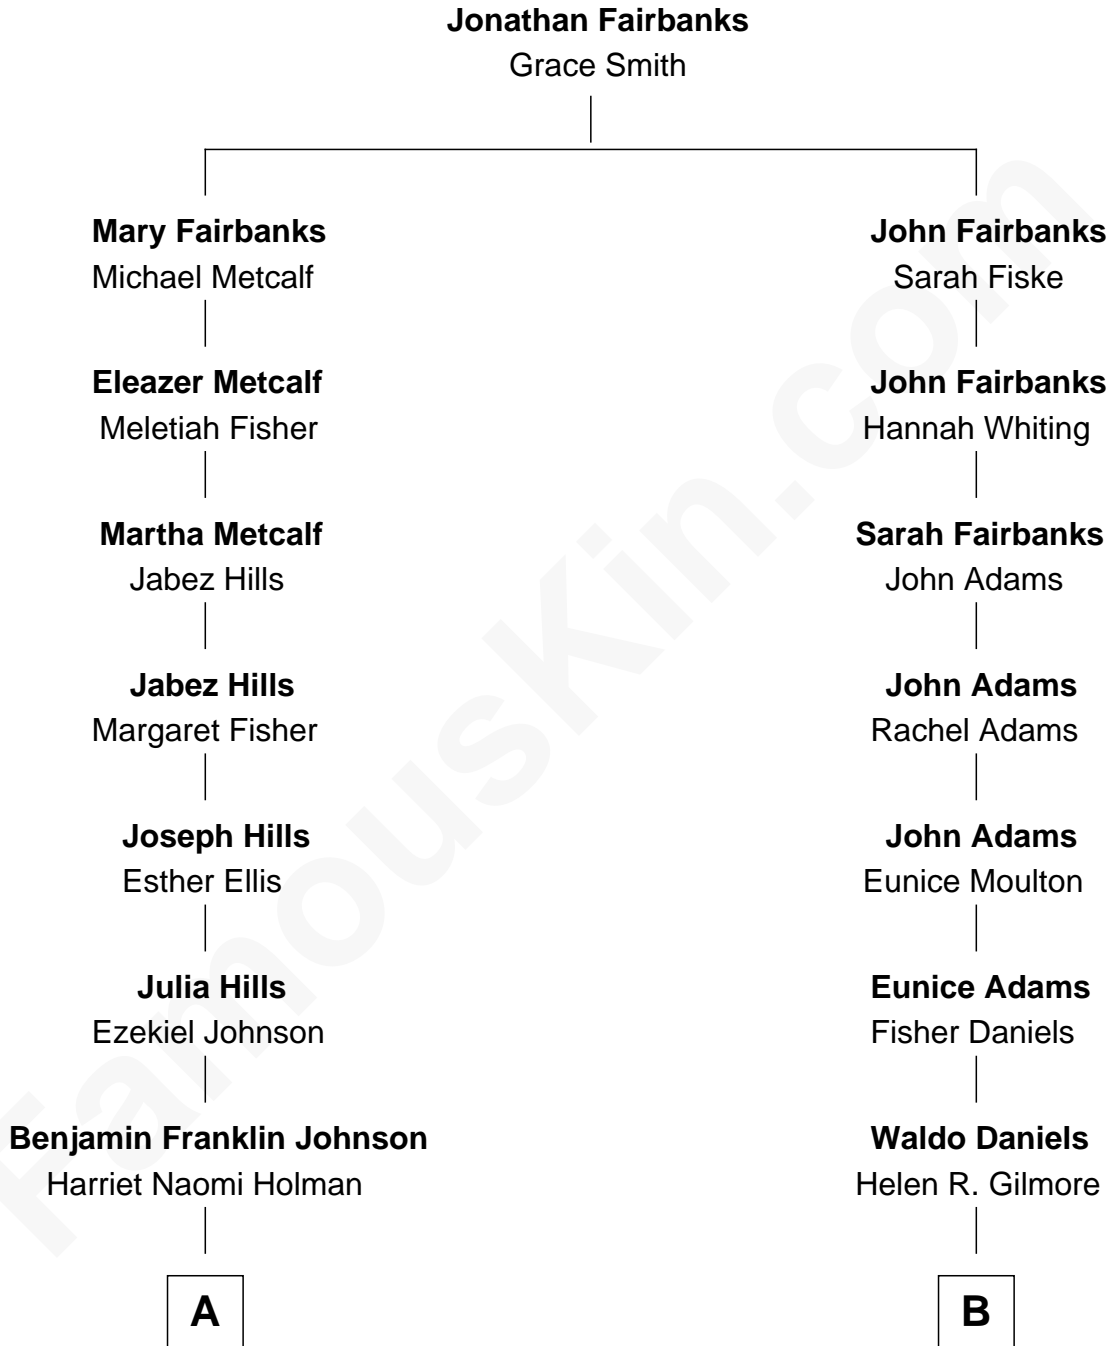 Jonathan Fairbanks
Grace Smith
Mary Fairbanks
Michael Metcalf
John Fairbanks
Sarah Fiske
Eleazer Metcalf
Meletiah Fisher
John Fairbanks
Hannah Whiting
Martha Metcalf
Jabez Hills
Sarah Fairbanks
John Adams
Jabez Hills
Margaret Fisher
John Adams
Rachel Adams
Joseph Hills
Esther Ellis
John Adams
Eunice Moulton
Julia Hills
Ezekiel Johnson
Eunice Adams
Fisher Daniels
Benjamin Franklin Johnson
Harriet Naomi Holman
Waldo Daniels
Helen R. Gilmore
A
B
FamousKin.com